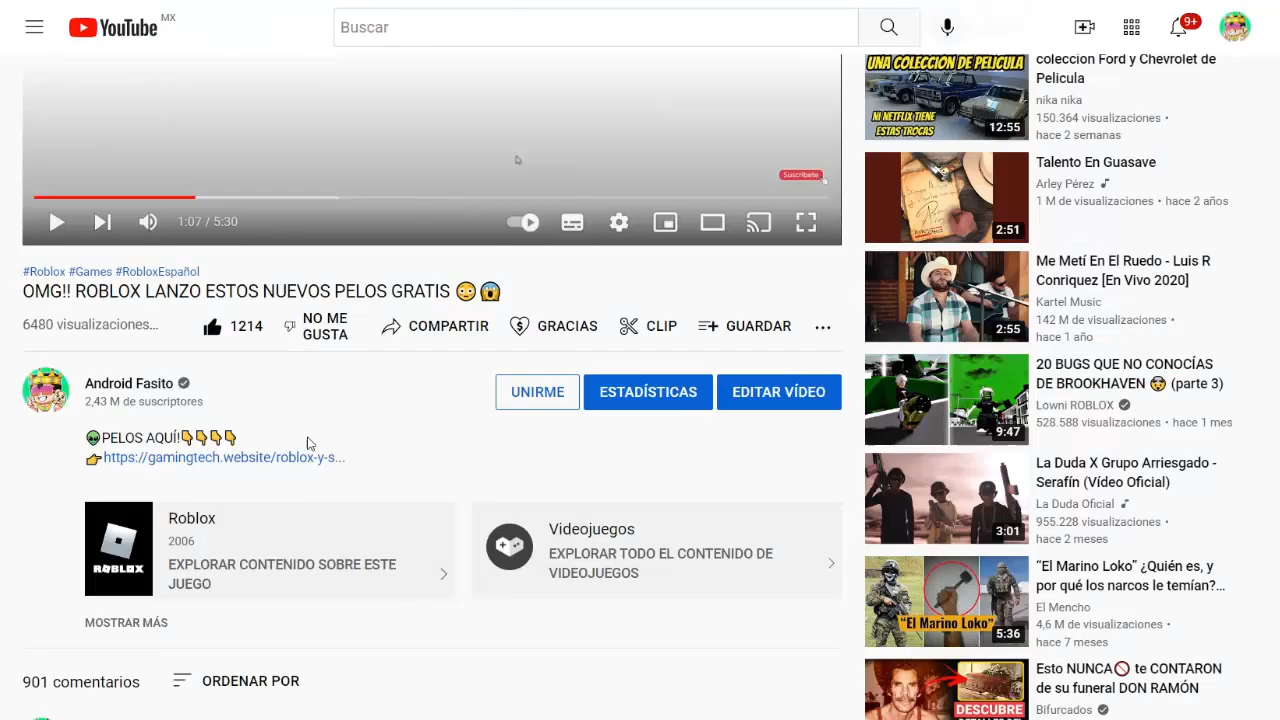 YouTube MX
Buscar
9+
Suscríbete
1:07 / 5:30
#Roblox #Games #RobloxEspañol
OMG!! ROBLOX LANZO ESTOS NUEVOS PELOS GRATIS 😳😱
6480 visualizaciones...
1214
NO ME
GUSTA
COMPARTIR
GRACIAS
CLIP
GUARDAR
Android Fasito
2,43 M de suscriptores
UNIRME
ESTADÍSTICAS
EDITAR VÍDEO
👽PELOS AQUÍ!👇👇👇👇
👉https://gamingtech.website/roblox-y-s...
ROBLOX
Roblox
2006
EXPLORAR CONTENIDO SOBRE ESTE
JUEGO
Videojuegos
EXPLORAR TODO EL CONTENIDO DE
VIDEOJUEGOS
MOSTRAR MÁS
901 comentarios
ORDENAR POR
UNA COLECCION DE PELICULA
NI NETFLIX TIENE
ESTAS TROCAS
12:55
colección Ford y Chevrolet de
Pelicula
nika nika
150.364 visualizaciones •
hace 2 semanas
2:51
Talento En Guasave
Arley Pérez
1 M de visualizaciones • hace 2 años
2:55
Me Metí En El Ruedo - Luis R
Conriquez [En Vivo 2020]
Kartel Music
142 M de visualizaciones •
hace 1 año
9:47
20 BUGS QUE NO CONOCÍAS
DE BROOKHAVEN 😨 (parte 3)
Lowni ROBLOX
528.588 visualizaciones • hace 1 mes
3:01
La Duda X Grupo Arriesgado -
Serafín (Vídeo Oficial)
La Duda Oficial
955.228 visualizaciones •
hace 2 meses
"El Marino Loko"
5:36
“El Marino Loko” ¿Quién es, y
por qué los narcos le temían?...
El Mencho
4,6 M de visualizaciones •
hace 7 meses
DESCUBRE
Esto NUNCA🚫 te CONTARON
de su funeral DON RAMÓN
Bifurcados